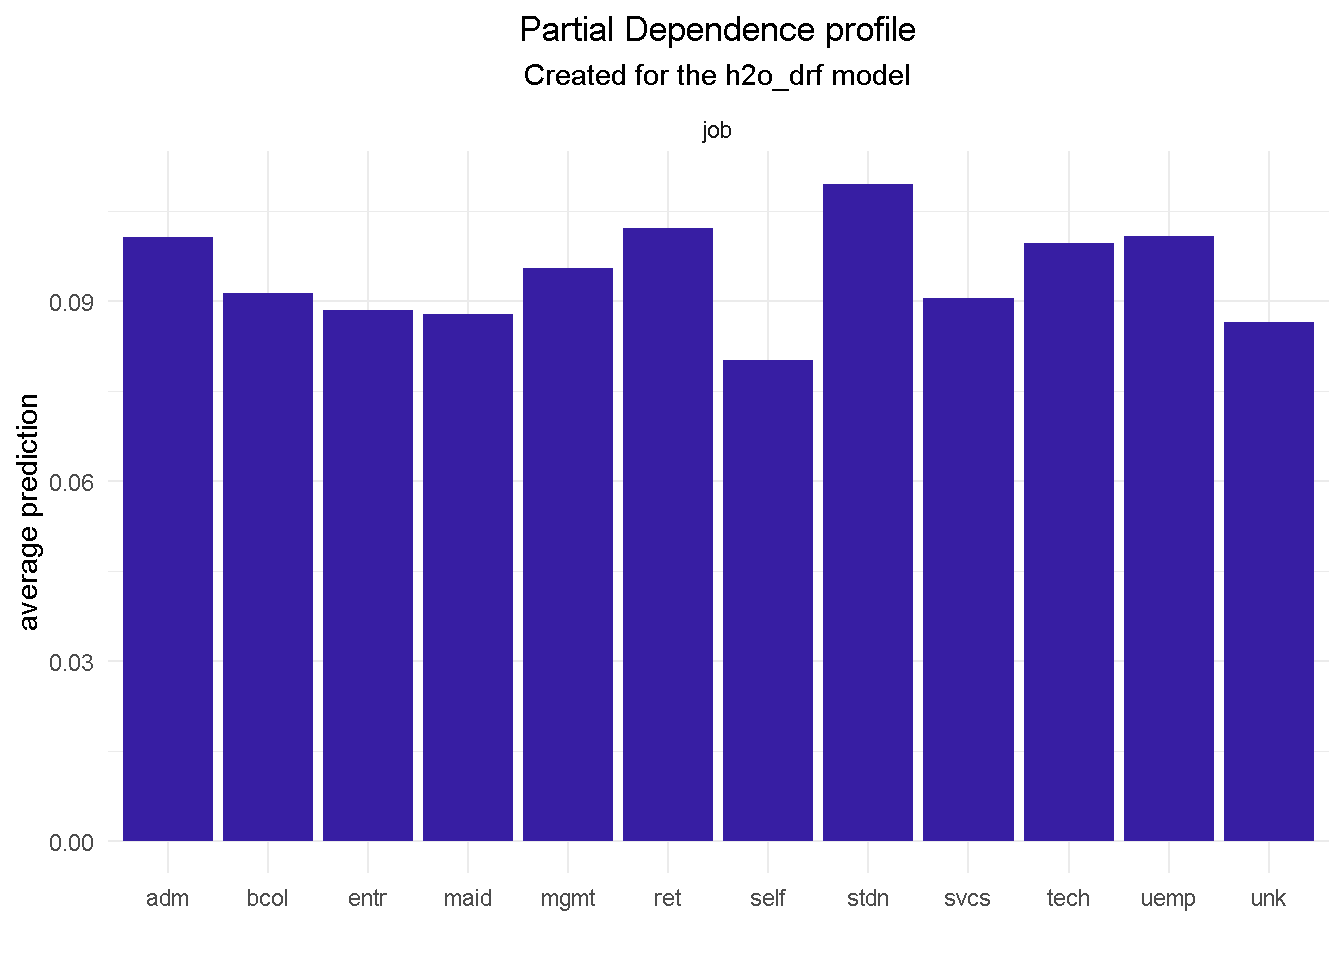 Partial Dependence profile
Created for the h2o_drf model
job
average prediction
0.09
0.06
0.03
0.00
adm bcol entr maid mgmt ret self stdn svcs tech uemp unk